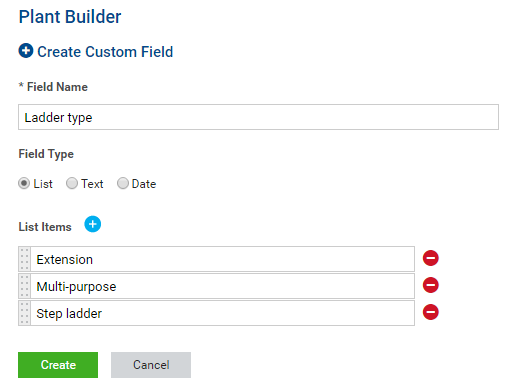 Plant Builder
Create Custom Field
* Field Name
Ladder type
Field Type
List Text Date
List Items
Extension
Multi-purpose
Step ladder
Create Cancel